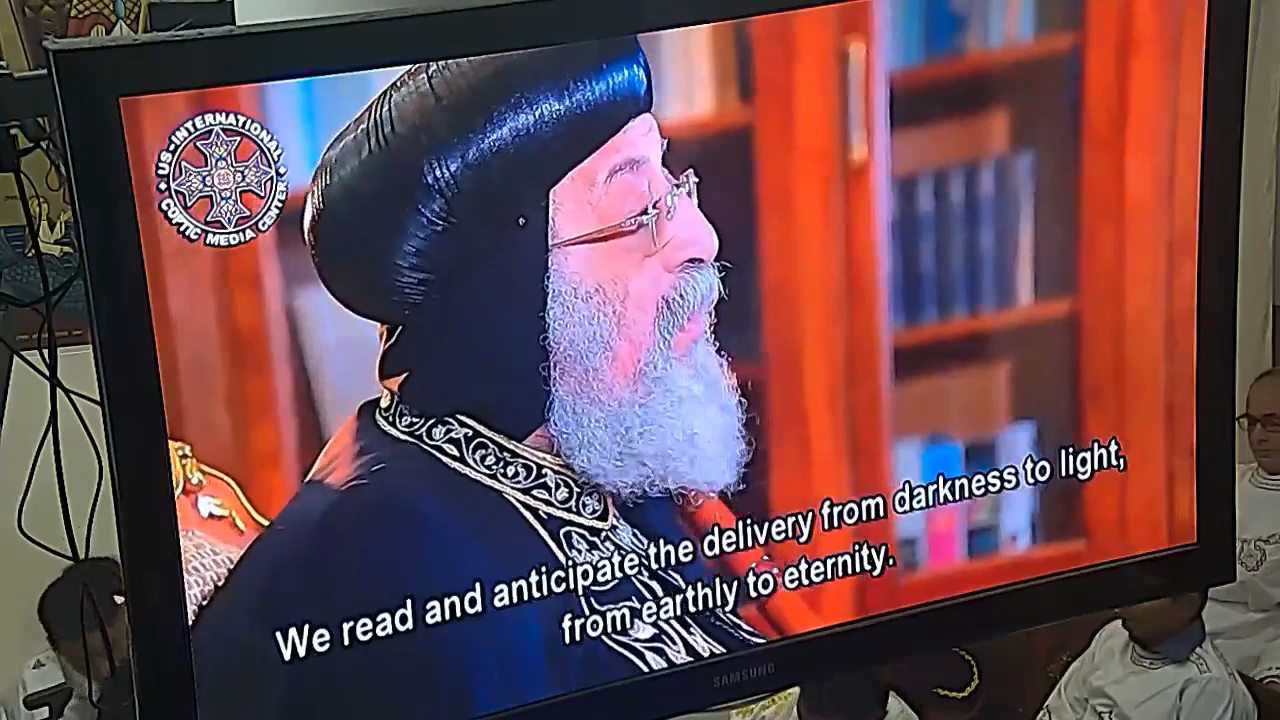 US-INTERNATIONAL
COPTIC MEDIA CENTER
We read and anticipate the delivery from darkness to light,
from earthly to eternity.
SAMSUNG